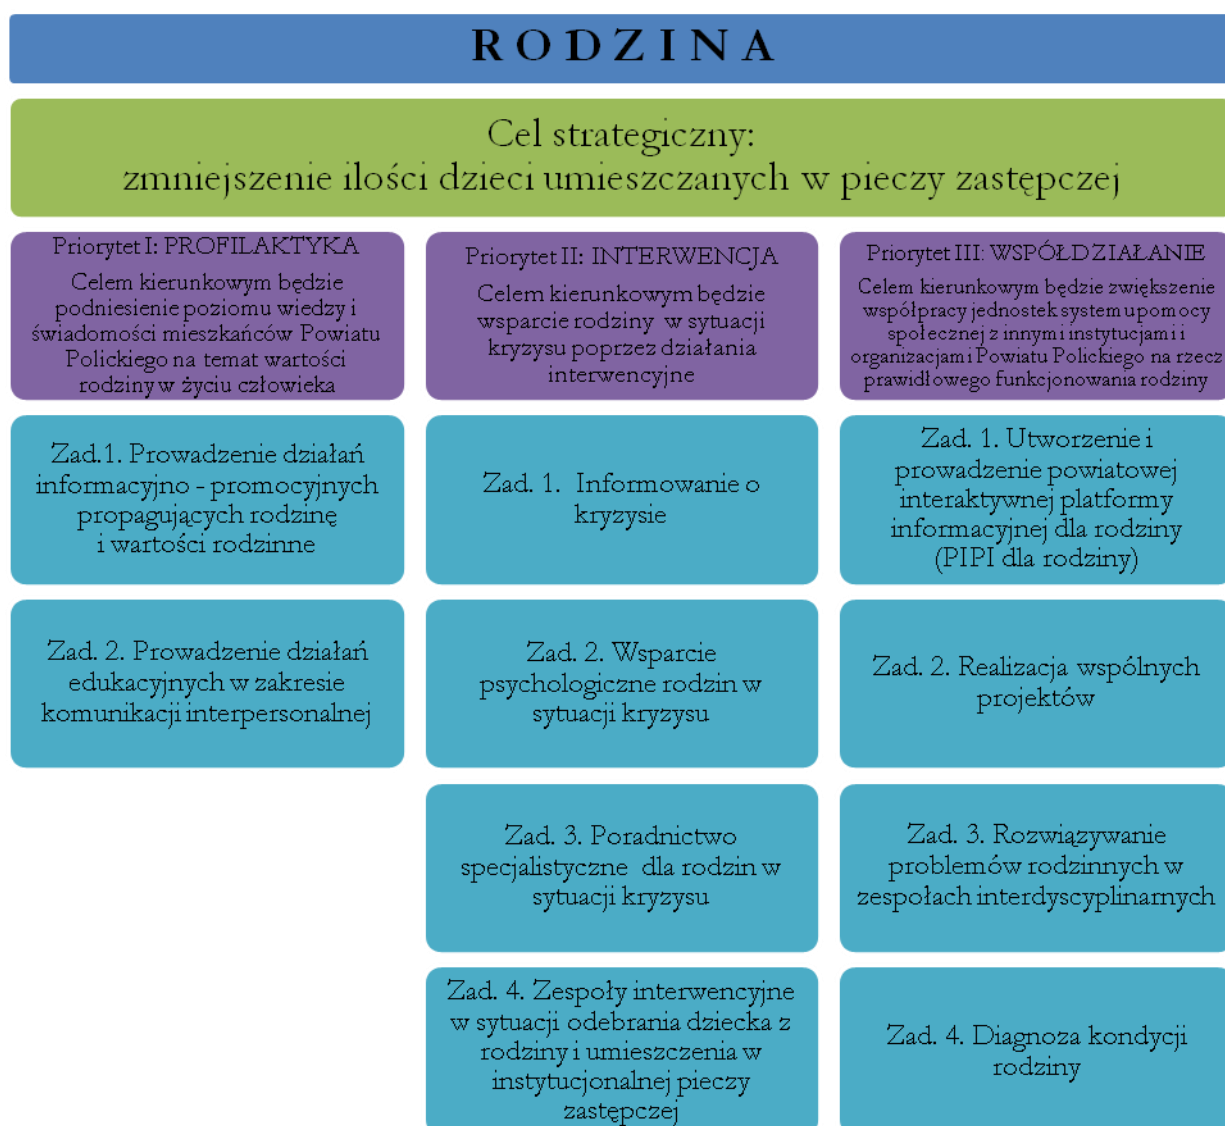 R O D Z I N A
Cel strategiczny:
zmniejszenie ilości dzieci umieszczanych w pieczy zastępczej
Priorytet I: PROFILAKTYKA
Celem kierunkowym będzie
podniesienie poziomu wiedzy i
świadomości mieszkańców Powiatu
Polickiego na temat wartości
rodziny w życiu człowieka
Zad.1. Prowadzenie działań
informacyjno - promocyjnych
propagujących rodzinę
i wartości rodzinne
Zad. 2. Prowadzenie działań
edukacyjnych w zakresie
komunikacji interpersonalnej
Priorytet II: INTERWENCJA
Celem kierunkowym będzie
wsparcie rodziny w sytuacji
kryzysu poprzez działania
interwencyjne
Zad. 1. Informowanie o
kryzysie
Zad. 2. Wsparcie
psychologiczne rodzin w
sytuacji kryzysu
Zad. 3. Poradnictwo
specjalistyczne dla rodzin w
sytuacji kryzysu
Zad. 4. Zespoły interwencyjne
w sytuacji odebrania dziecka z
rodziny i umieszczenia w
instytucjonalnej pieczy
zastępczej
Priorytet III: WSPÓŁDZIAŁANIE
Celem kierunkowym będzie zwiększenie
współpracy jednostek system upomocy
społecznej z innymi instytucjami i
organizacjami Powiatu Polickiego na rzecz
prawidłowego funkcjonowania rodziny
Zad. 1. Utworzenie i
prowadzenie powiatowej
interaktywnej platformy
informacyjnej dla rodziny
(PIPI dla rodziny)
Zad. 2. Realizacja wspólnych
projektów
Zad. 3. Rozwiązywanie
problemów rodzinnych w
zespołach interdyscyplinarnych
Zad. 4. Diagnoza kondycji
rodziny